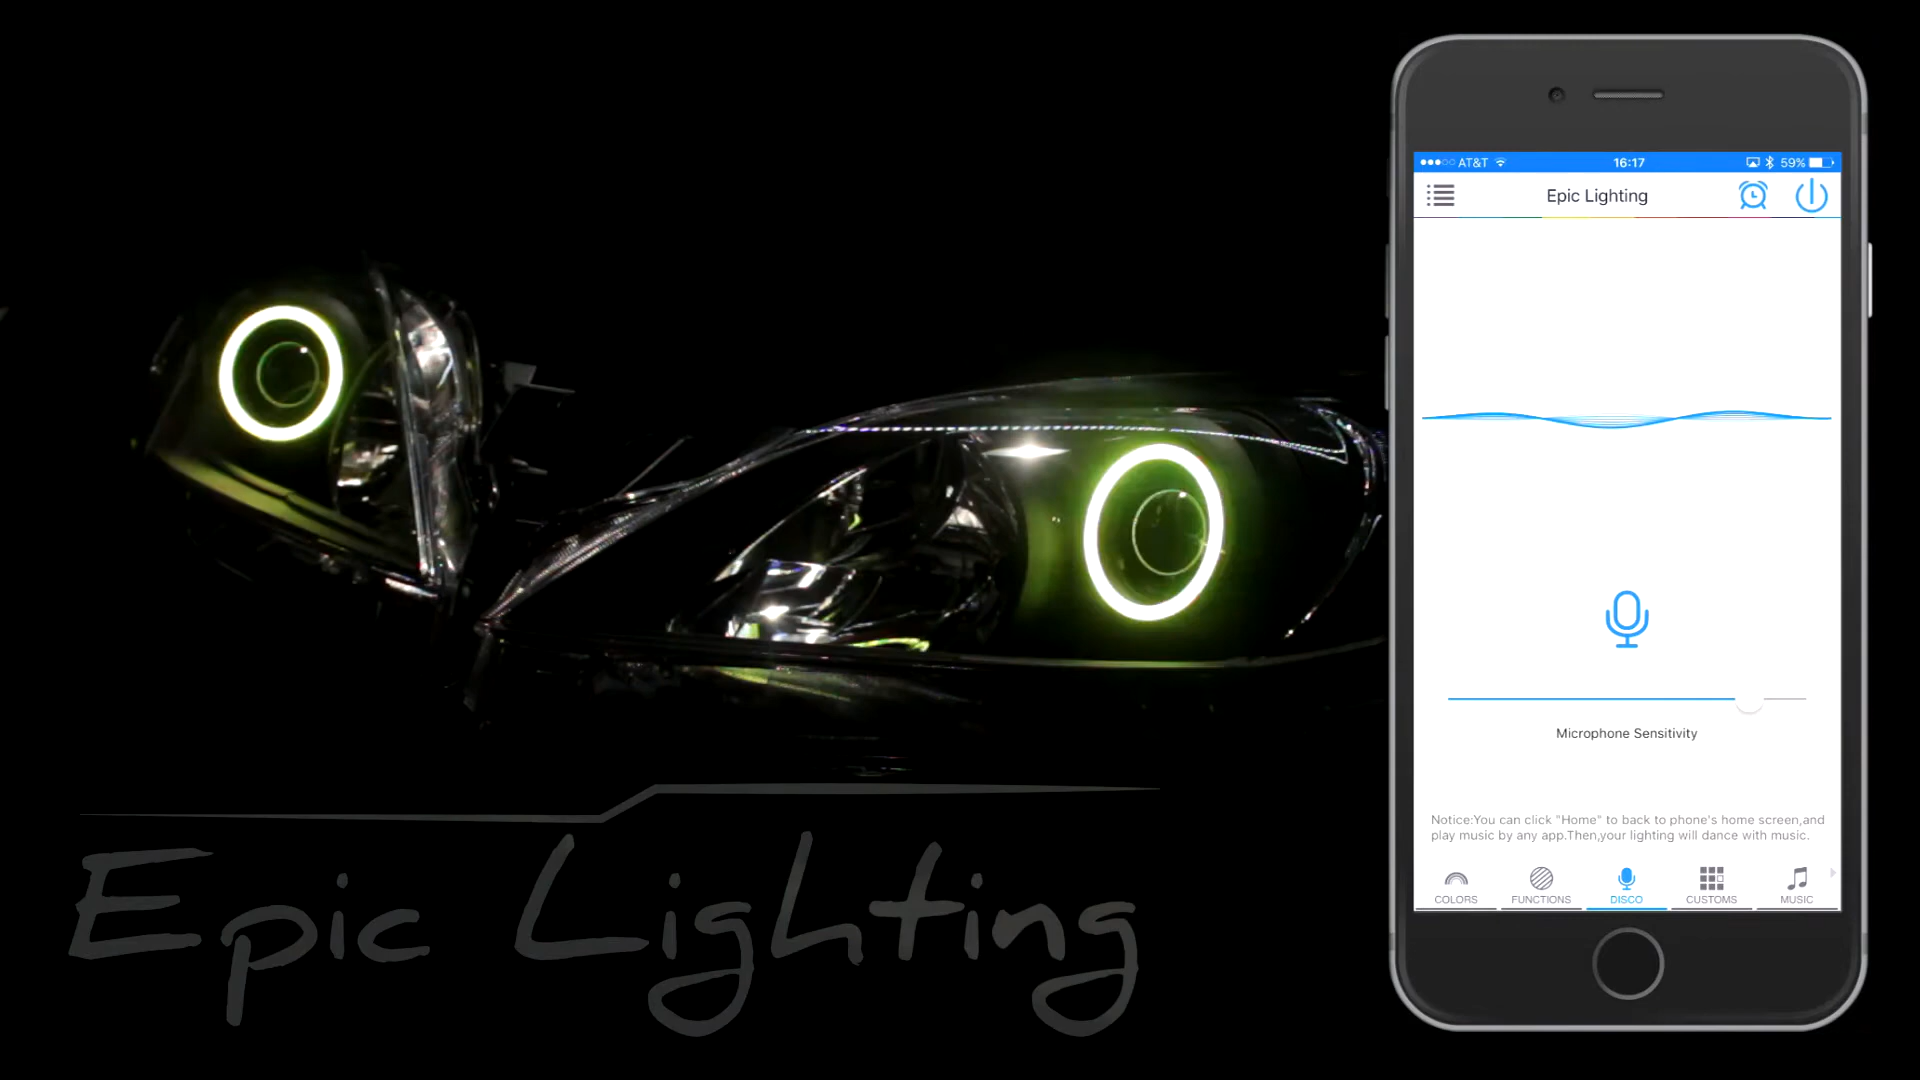 AT&T 16:17 59%
Epic Lighting
Microphone Sensitivity
Notice:You can click "Home" to back to phone's home screen,and
play music by any app.Then,your lighting will dance with music.
COLORS FUNCTIONS DISCO CUSTOMS MUSIC
Epic Lighting